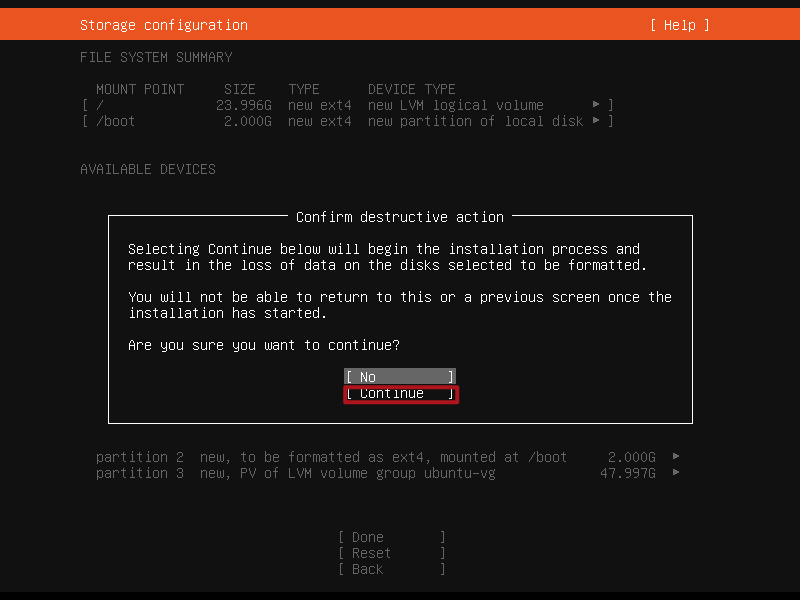 Storage configuration [ Help ]
FILE SYSTEM SUMMARY
MOUNT POINT SIZE TYPE DEVICE TYPE
[ / 23.996G new ext4 new LVM logical volume ▸ ]
[ /boot 2.000G new ext4 new partition of local disk ▸ ]
AVAILABLE DEVICES
Confirm destructive action
Selecting Continue below will begin the installation process and
result in the loss of data on the disks selected to be formatted.
You will not be able to return to this or a previous screen once the
installation has started.
Are you sure you want to continue?
[ No ]
[ Continue ]
partition 2 new, to be formatted as ext4, mounted at /boot 2.000G ▸
partition 3 new, PV of LVM volume group ubuntu-vg 47.997G ▸
[ Done ]
[ Reset ]
[ Back ]